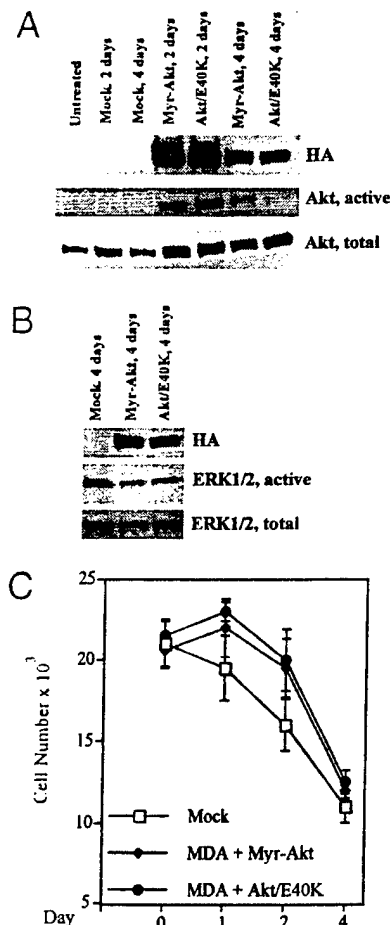 A
Untreated
Mock, 2 days
Mock, 4 days
Myr-Akt, 2 days
Akt/E40K, 2 days
Myr-Akt, 4 days
Akt/E40K, 4 days
HA
Akt, active
Akt, total
B
Mock, 4 days
Myr-Akt, 4 days
Akt/E40K, 4 days
HA
ERK1/2, active
ERK1/2, total
C
25
20
15
10
5
Cell Number x 10³
Mock
MDA + Myr-Akt
MDA + Akt/E40K
Day 0 1 2 4